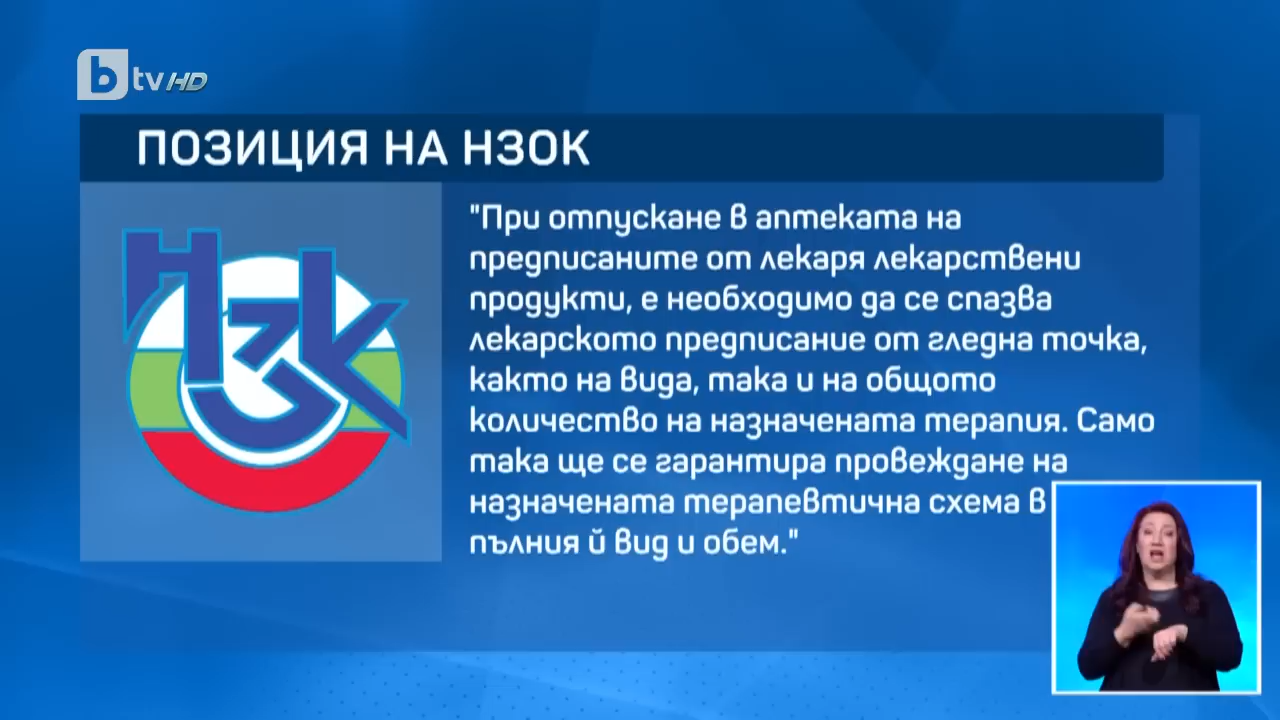 btv HD
ПОЗИЦИЯ НА НЗОК
НЗОК
"При отпускане в аптеката на
предписаните от лекаря лекарствени
продукти, е необходимо да се спазва
лекарското предписание от гледна точка,
както на вида, така и на общото
количество на назначената терапия. Само
така ще се гарантира провеждане на
назначената терапевтична схема в
пълния ѝ вид и обем."